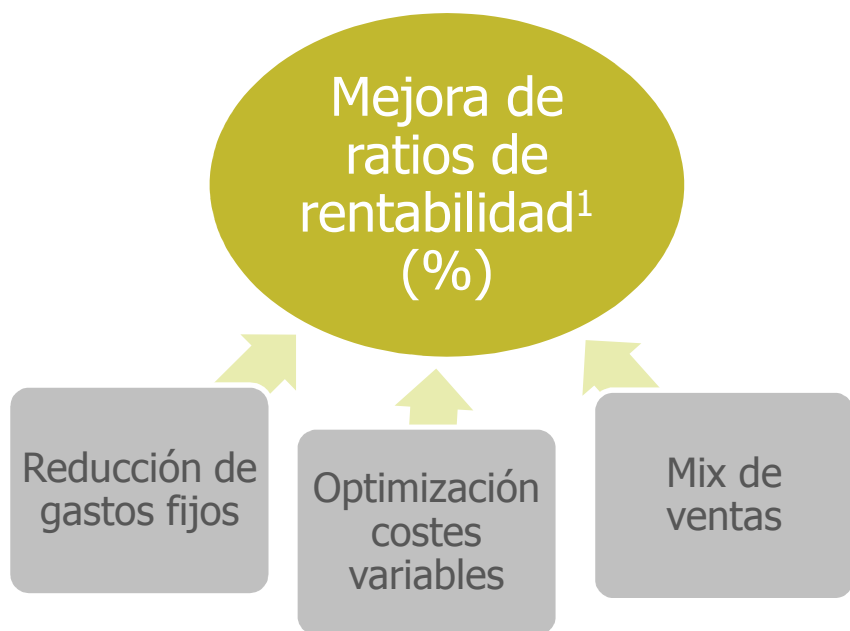 Mejora de
ratios de
rentabilidad¹
(%)
Reducción de
gastos fijos
Optimización
costes
variables
Mix de
ventas